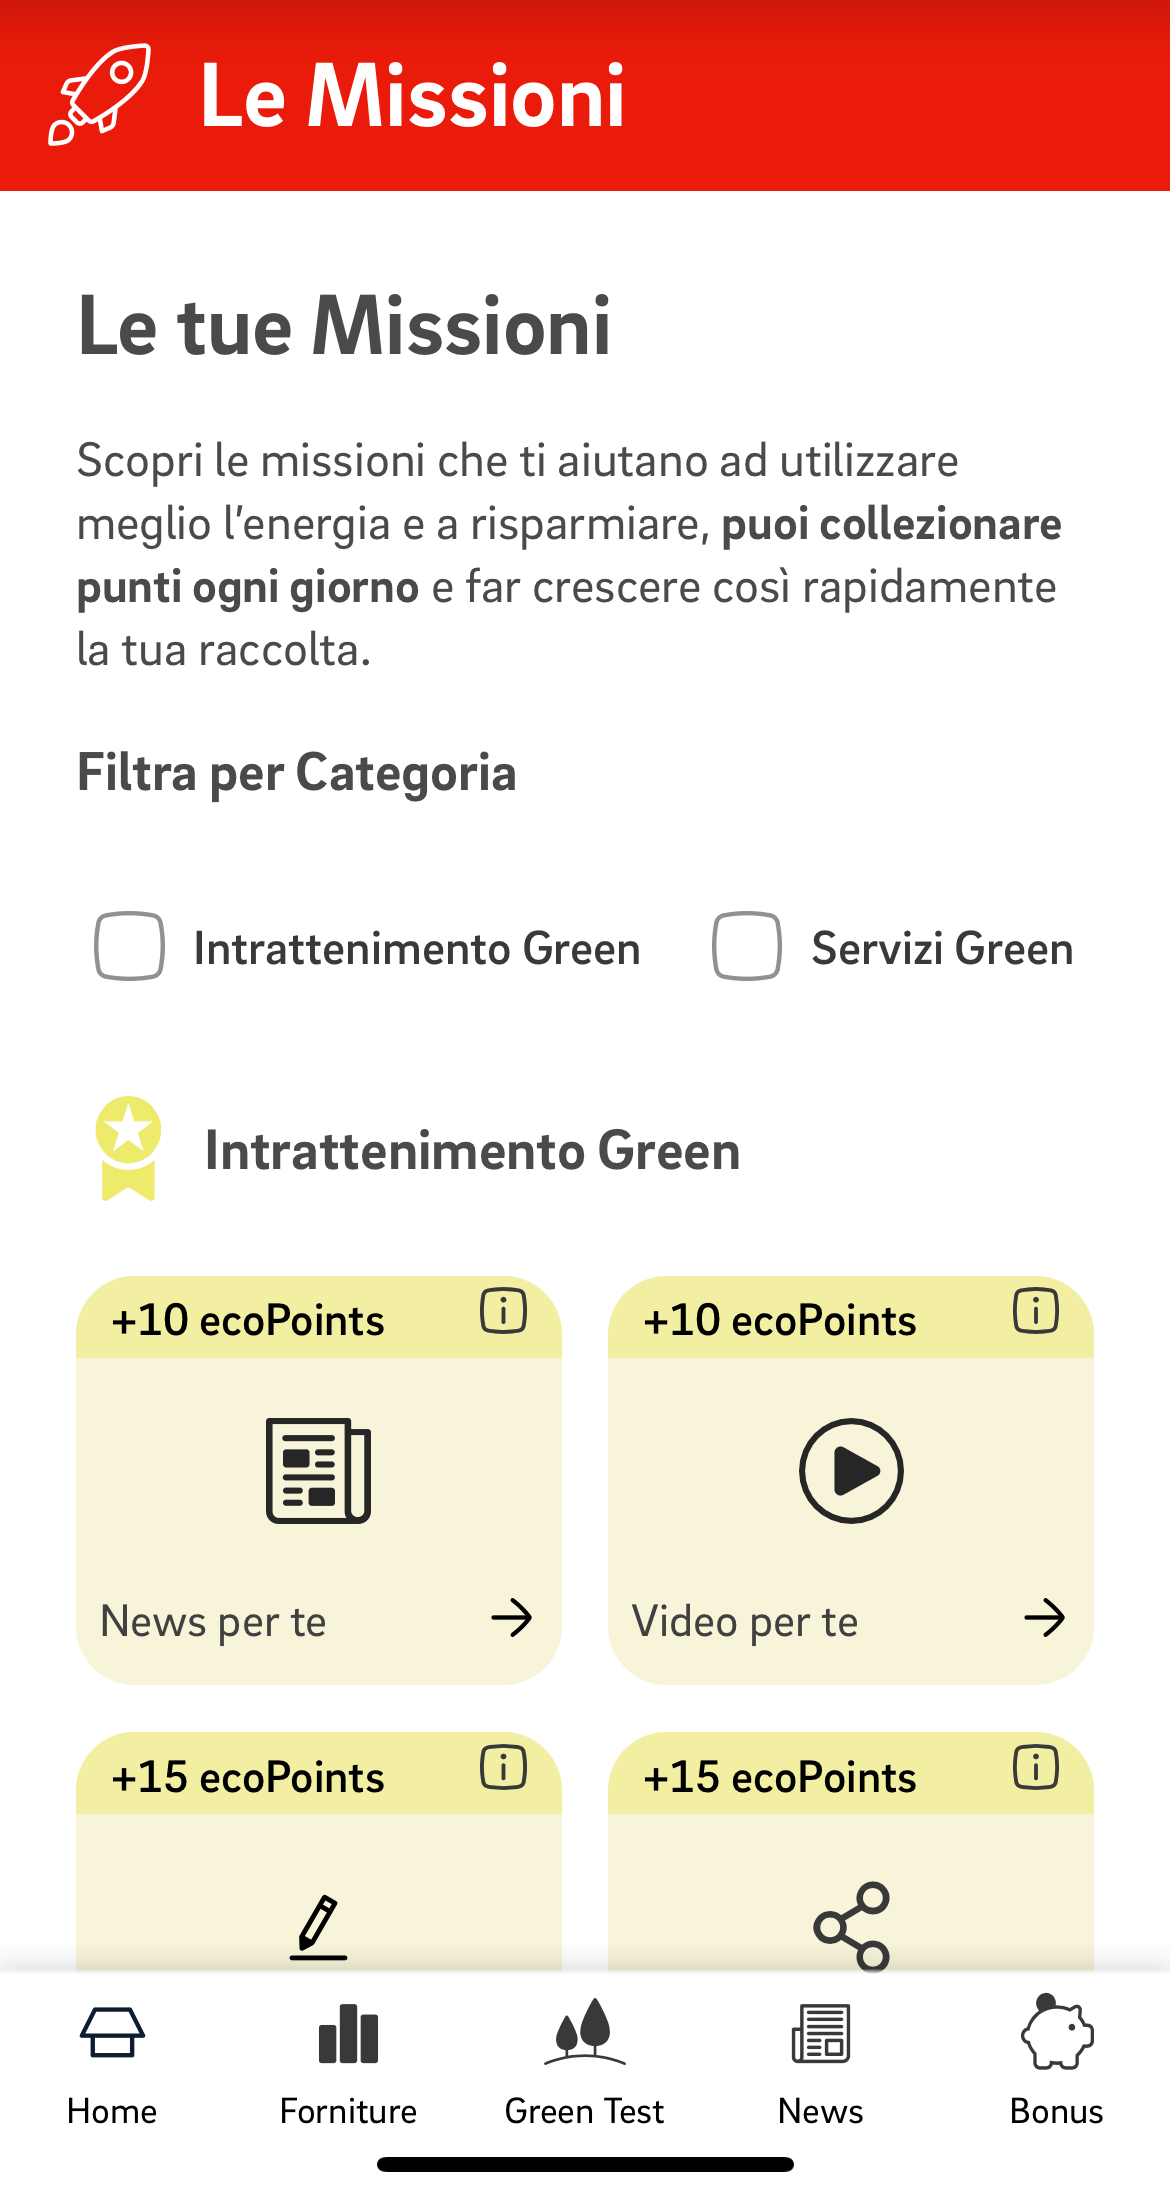 Le Missioni
Le tue Missioni
Scopri le missioni che ti aiutano ad utilizzare
meglio l'energia e a risparmiare, puoi collezionare
punti ogni giorno e far crescere così rapidamente
la tua raccolta.
Filtra per Categoria
Intrattenimento Green
Servizi Green
Intrattenimento Green
+10 ecoPoints
+10 ecoPoints
News per te
Video per te
+15 ecoPoints
+15 ecoPoints
Home
Forniture
Green Test
News
Bonus